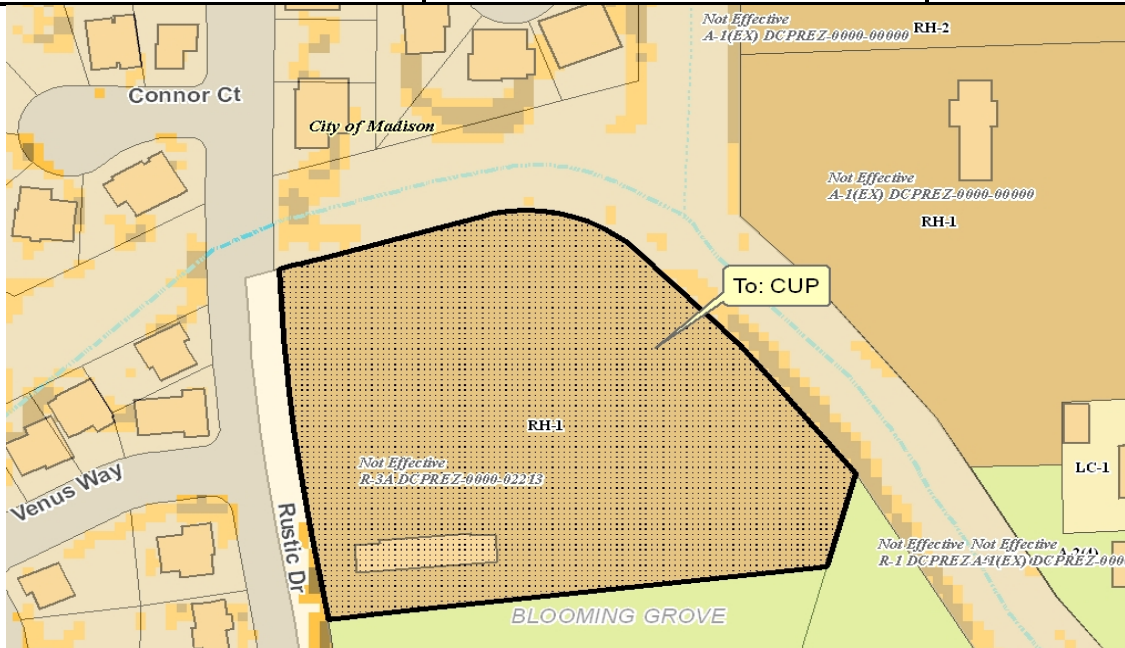 Not Effective
A-1(EX) DCPREZ-0000-00000
RH-2
Connor Ct
City of Madison
Not Effective
A-1(EX) DCPREZ-0000-00000
RH-1
To: CUP
RH-1
Not Effective
R-3A DCPREZ-0000-02213
LC-1
Venus Way
Rustic Dr
Not Effective Not Effective
A-2(4)
R-1 DCPREZ A-1(EX) DCPREZ-000
BLOOMING GROVE